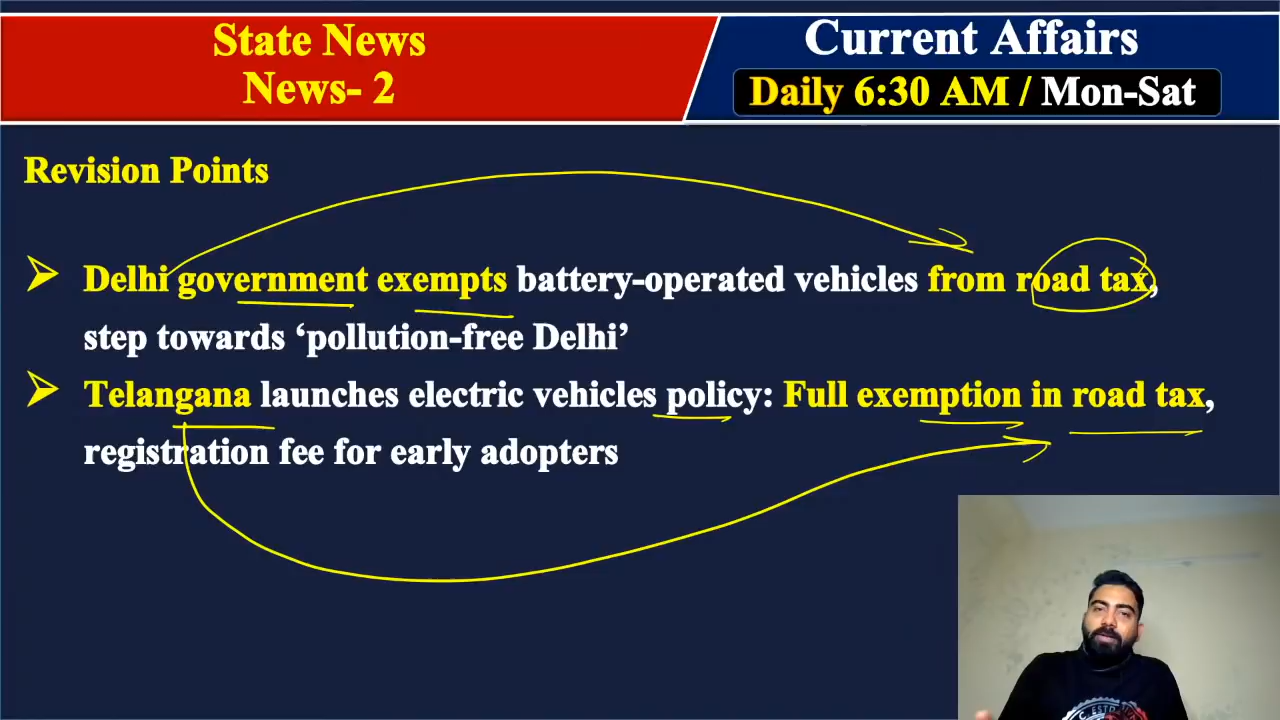 State News
News- 2
Current Affairs
Daily 6:30 AM / Mon-Sat
Revision Points
Delhi government exempts battery-operated vehicles from road tax,
step towards ‘pollution-free Delhi’
Telangana launches electric vehicles policy: Full exemption in road tax,
registration fee for early adopters